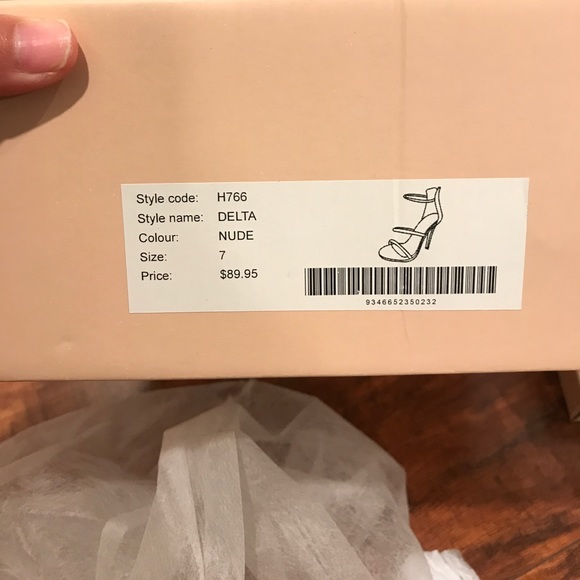 Style code: H766
Style name: DELTA
Colour: NUDE
Size: 7
Price: $89.95
9346652350232